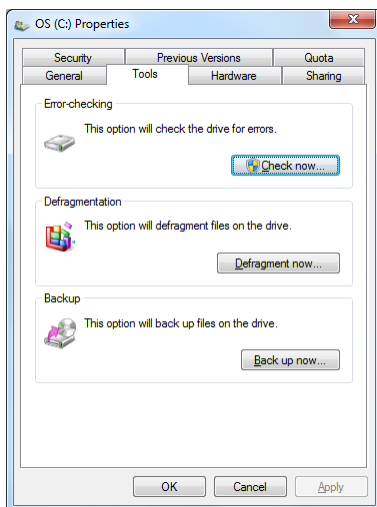 OS (C:) Properties
Security Previous Versions Quota
General Tools Hardware Sharing
Error-checking
This option will check the drive for errors.
Check now...
Defragmentation
This option will defragment files on the drive.
Defragment now...
Backup
This option will back up files on the drive.
Back up now...
OK Cancel Apply